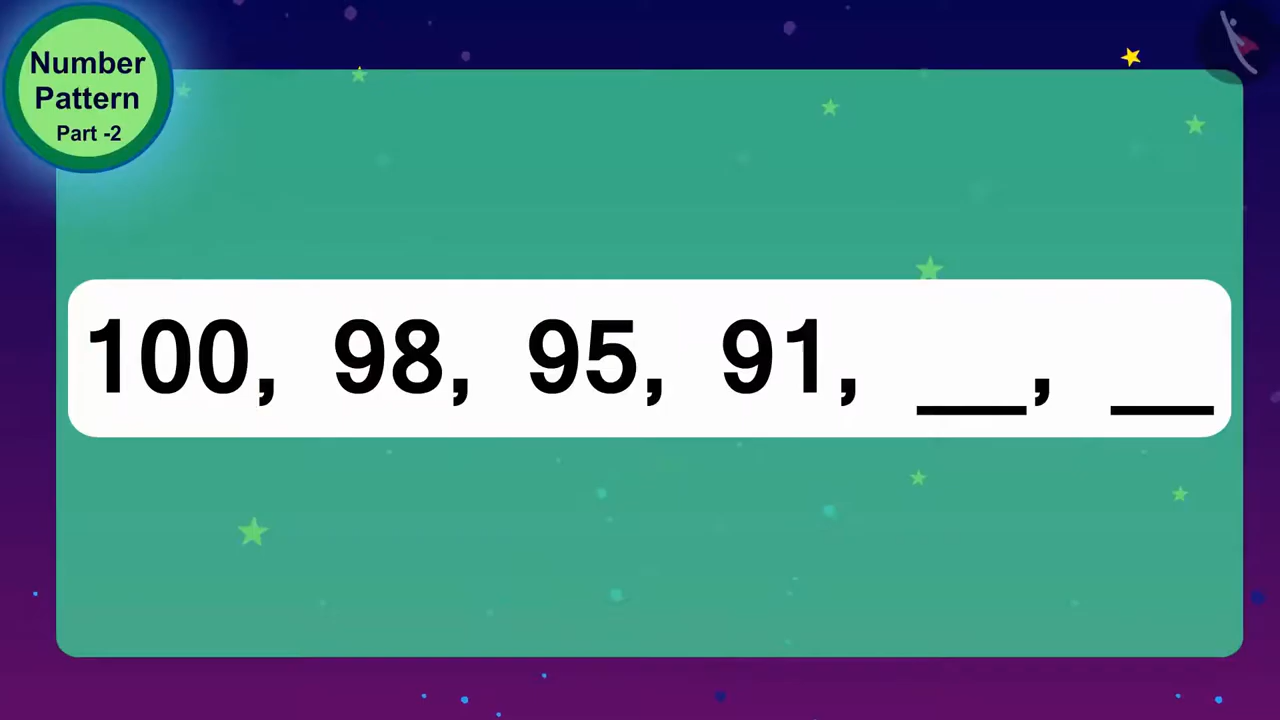 Number
Pattern
Part -2
100, 98, 95, 91, __, __